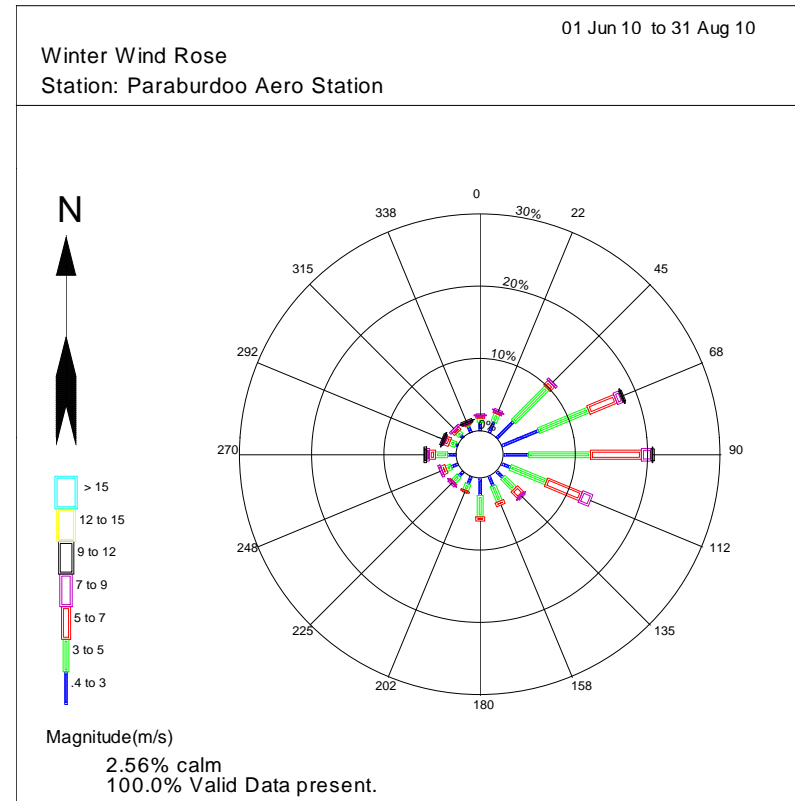 01 Jun 10 to 31 Aug 10
Winter Wind Rose
Station: Paraburdoo Aero Station
N
0
338
30%
22
315
20%
45
292
10%
68
0%
270
90
> 15
12 to 15
9 to 12
7 to 9
5 to 7
3 to 5
.4 to 3
248
112
225
135
202
158
180
Magnitude(m/s)
2.56% calm
100.0% Valid Data present.